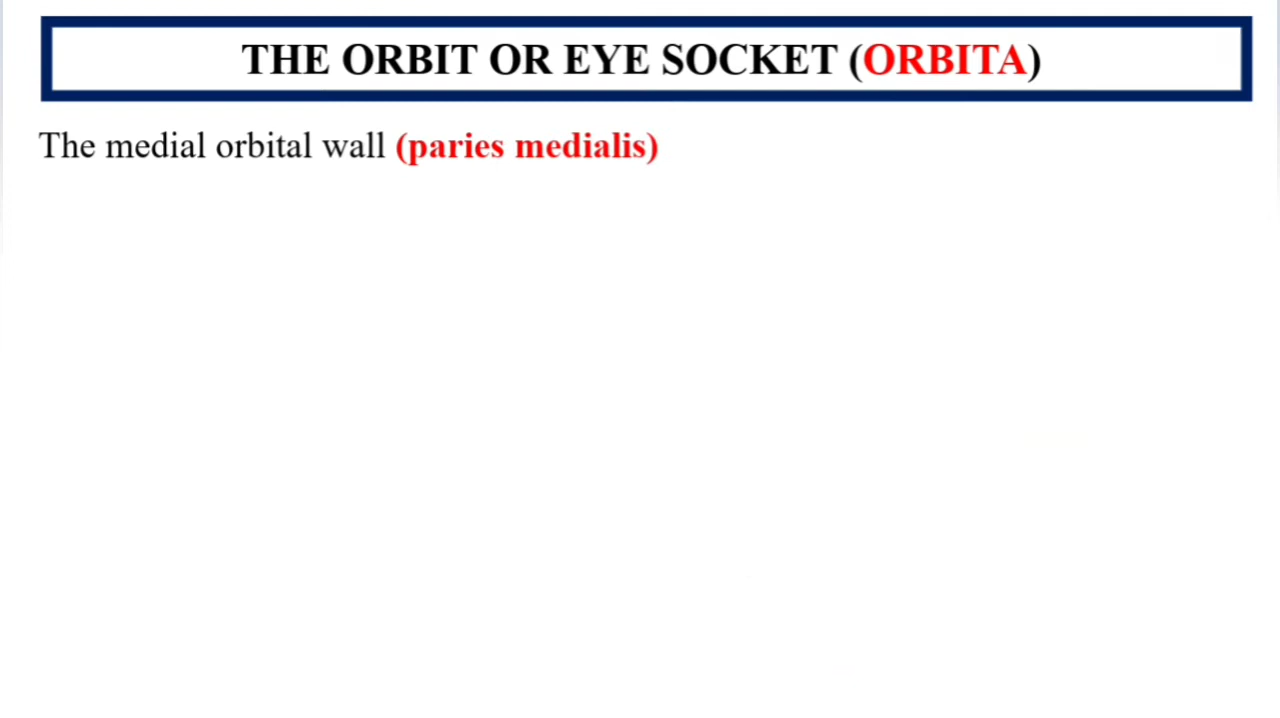 THE ORBIT OR EYE SOCKET (ORBITA)
The medial orbital wall (paries medialis)